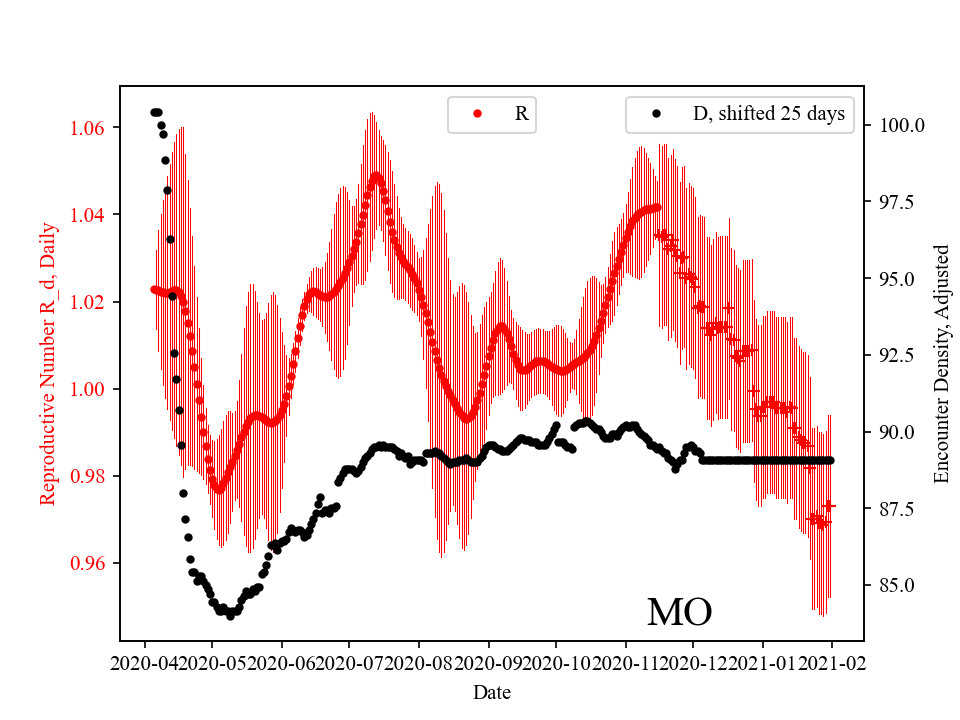 R
D, shifted 25 days
1.06
1.04
1.02
1.00
0.98
0.96
Reproductive Number R_d, Daily
100.0
97.5
95.0
92.5
90.0
87.5
85.0
Encounter Density, Adjusted
MO
2020-04 2020-05 2020-06 2020-07 2020-08 2020-09 2020-10 2020-11 2020-12 2021-01 2021-02
Date